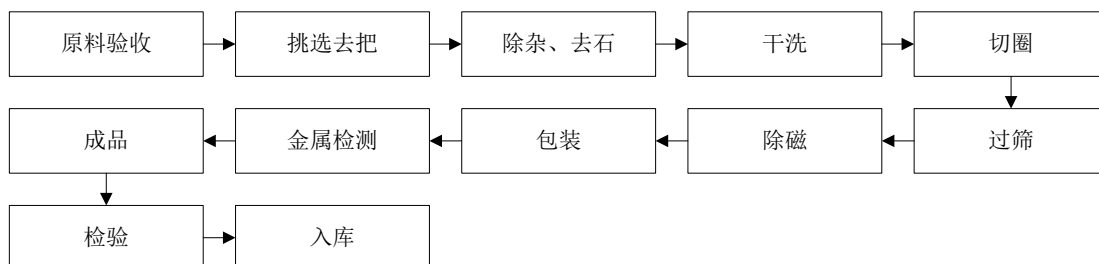 原料验收
挑选去把
除杂、去石
干洗
切圈
过筛
除磁
包装
金属检测
成品
检验
入库